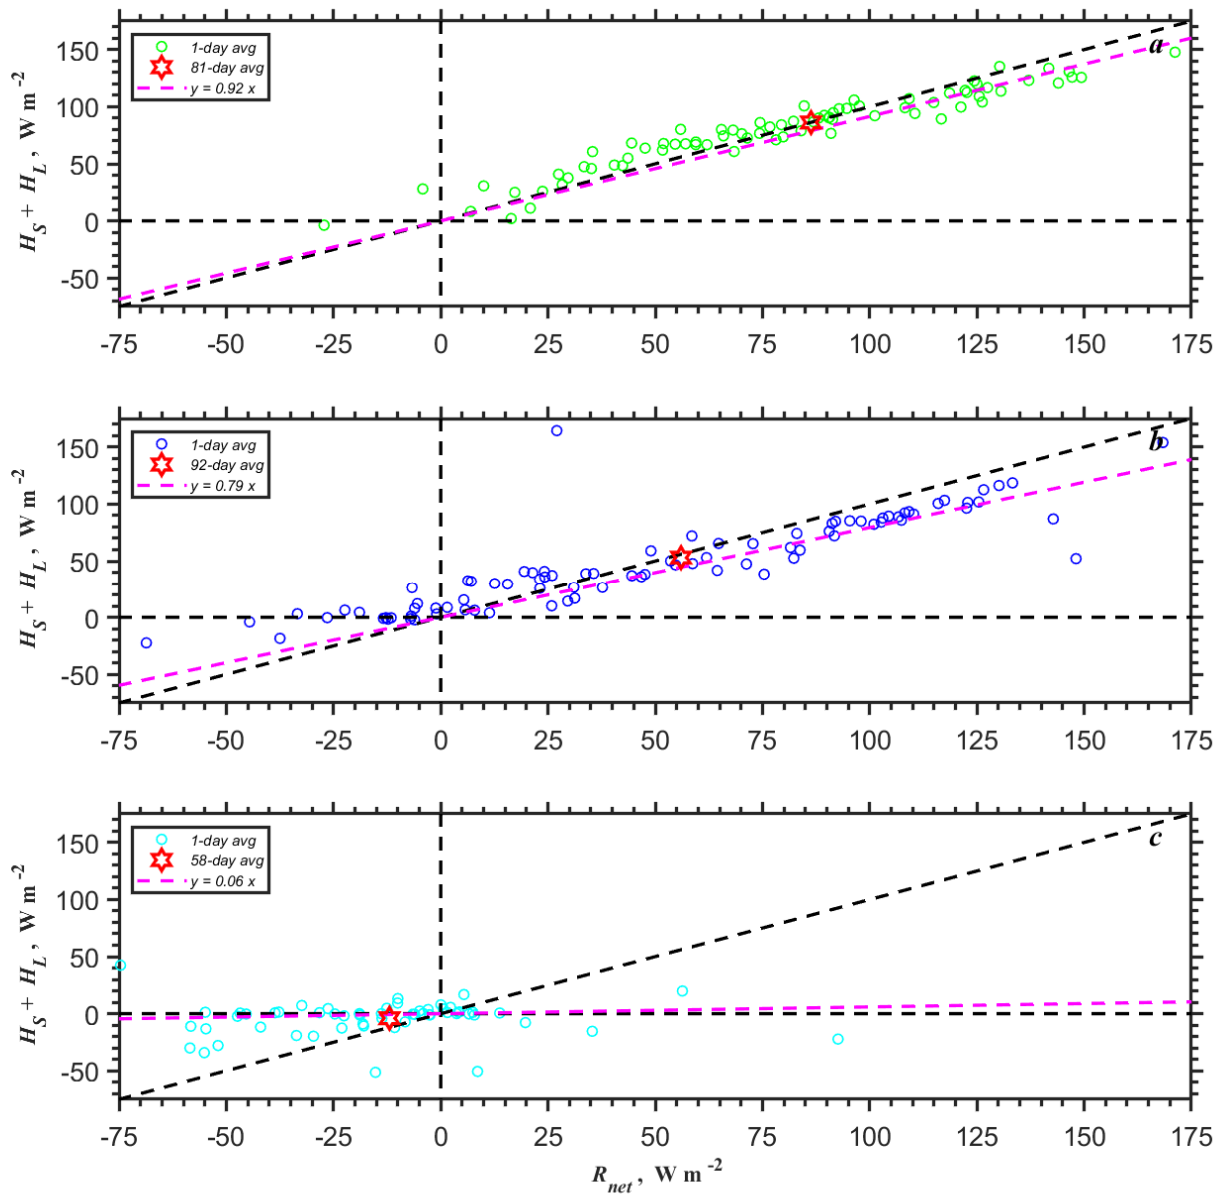 1-day avg
81-day avg
y = 0.92 x
a
150
100
50
0
-50
H_S + H_L , W m^-2
-75 -50 -25 0 25 50 75 100 125 150 175
1-day avg
92-day avg
y = 0.79 x
b
150
100
50
0
-50
H_S + H_L , W m^-2
-75 -50 -25 0 25 50 75 100 125 150 175
1-day avg
58-day avg
y = 0.06 x
c
150
100
50
0
-50
H_S + H_L , W m^-2
-75 -50 -25 0 25 50 75 100 125 150 175
R_net , W m^-2